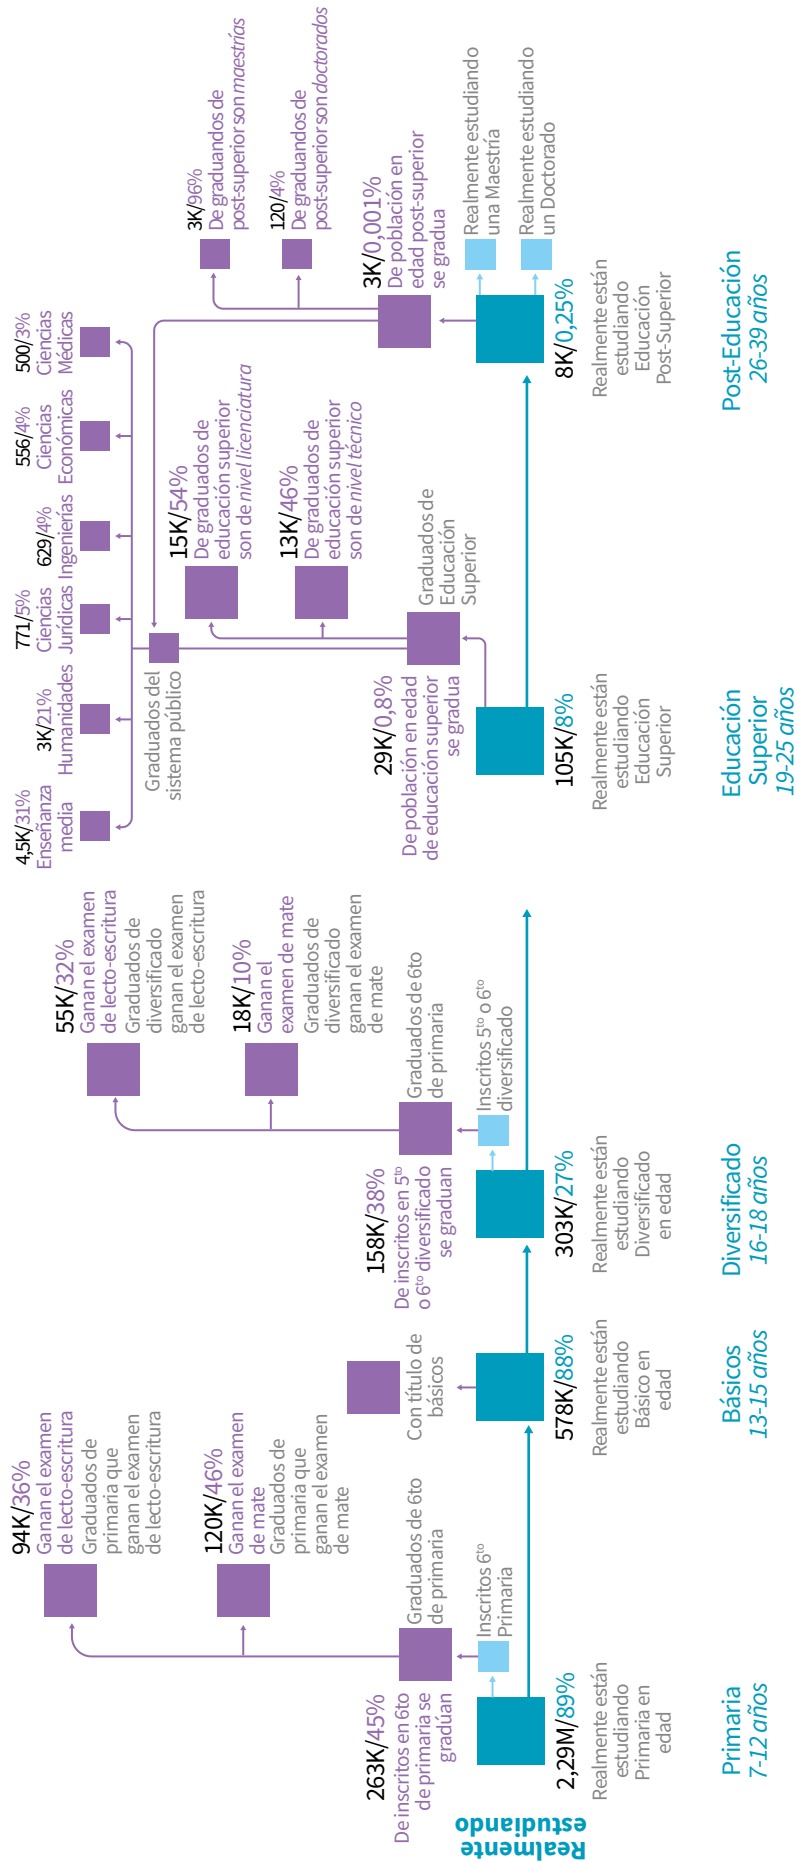 Realmente
estudiando
94K/36%
Ganan el examen
de lecto-escritura
Graduados de
primaria que
ganan el examen
de lecto-escritura
120K/46%
Ganan el examen
de mate
Graduados de
primaria que
ganan el examen
de mate
263K/45%
De inscritos en 6to
de primaria se
gradúan
Graduados de 6to
de primaria
Inscritos 6to
Primaria
2,29M/89%
Realmente están
estudiando
Primaria en
edad
Primaria
7-12 años
Con título de
básicos
578K/88%
Realmente están
estudiando
Básico en
edad
Básicos
13-15 años
55K/32%
Ganan el examen
de lecto-escritura
Graduados de
diversificado
ganan el examen
de lecto-escritura
18K/10%
Ganan el
examen de mate
Graduados de
diversificado
ganan el examen
de mate
158K/38%
De inscritos en 5to
o 6to diversificado
se graduan
Graduados de 6to
de primaria
Inscritos 5to o 6to
diversificado
303K/27%
Realmente están
estudiando
Diversificado
en edad
Diversificado
16-18 años
4,5K/31%
Enseñanza
media
3K/21%
Humanidades
771/5%
Ciencias
Jurídicas
629/4%
Ingenierías
556/4%
Ciencias
Económicas
500/3%
Ciencias
Médicas
Graduados del
sistema público
15K/54%
De graduados de
educación superior
son de nivel licenciatura
13K/46%
De graduados de
educación superior
son de nivel técnico
29K/0,8%
De población en edad
de educación superior
se gradua
Graduados de
Educación
Superior
105K/8%
Realmente están
estudiando
Educación
Superior
Educación
Superior
19-25 años
3K/96%
De graduandos de
post-superior son maestrías
120/4%
De graduandos de
post-superior son doctorados
3K/0,001%
De población en
edad post-superior
se gradua
Realmente estudiando
una Maestría
Realmente estudiando
un Doctorado
8K/0,25%
Realmente están
estudiando
Educación
Post-Superior
Post-Educación
26-39 años